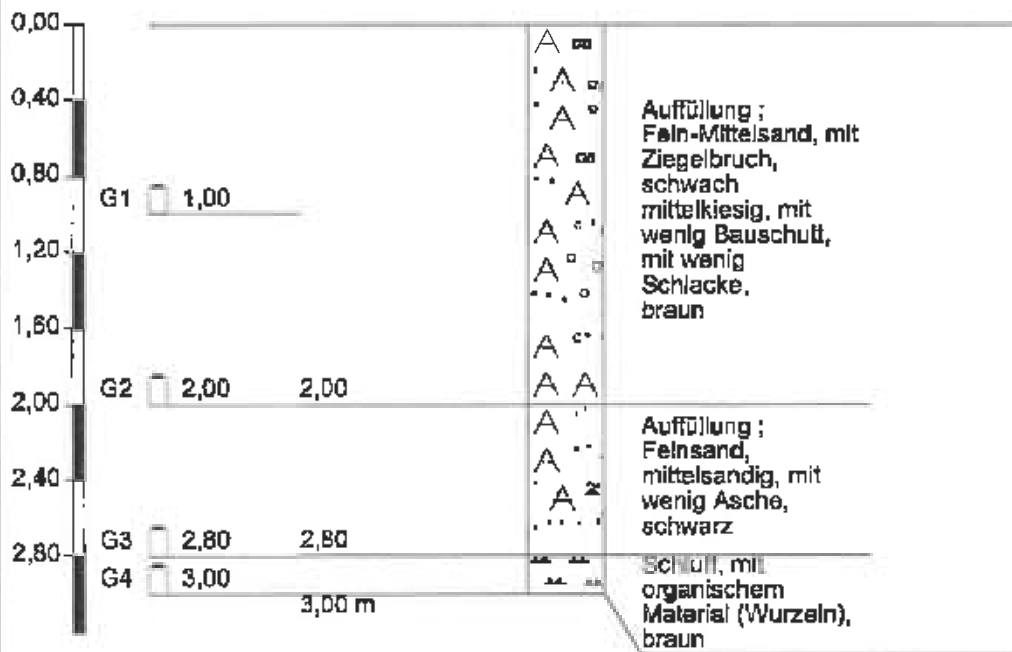 0,00
0,40
0,80
1,20
1,60
2,00
2,40
2,80
G1 1,00
G2 2,00 2,00
G3 2,80 2,80
G4 3,00
3,00 m
A
A
A
A
A
A
A
A
A A
A
A
A
Auffüllung ;
Fein-Mittelsand, mit
Ziegelbruch,
schwach
mittelkiesig, mit
wenig Bauschutt,
mit wenig
Schlacke,
braun
Auffüllung ;
Feinsand,
mittelsandig, mit
wenig Asche,
schwarz
Schluff, mit
organischem
Material (Wurzeln),
braun